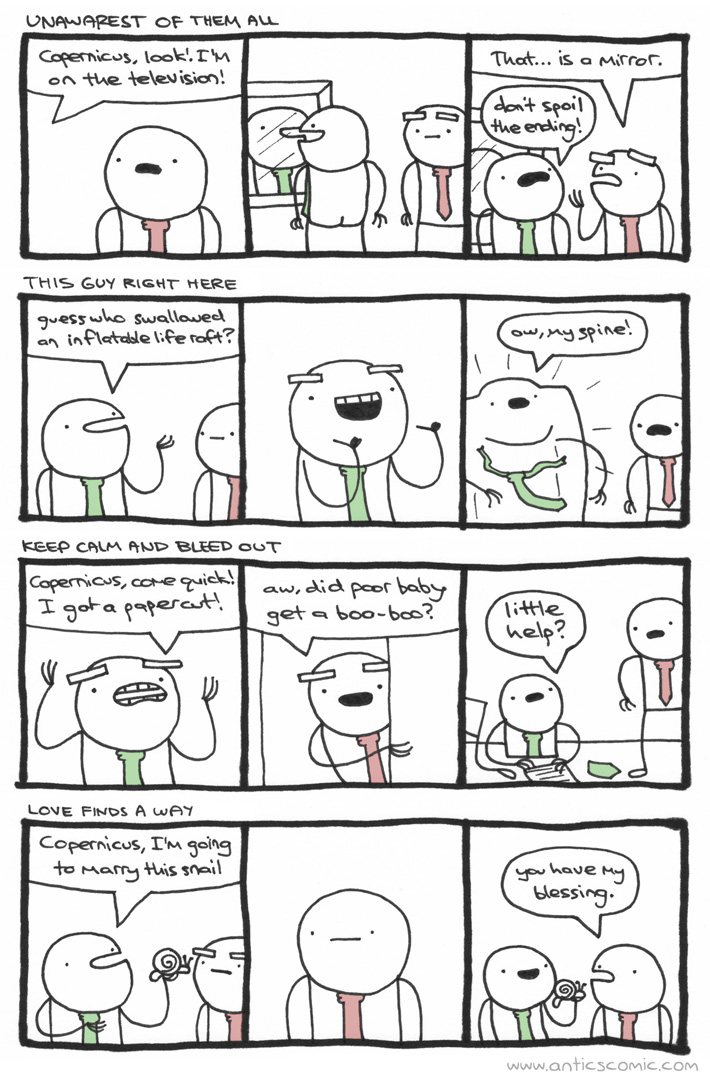 UNAWAREST OF THEM ALL
Copernicus, look! I'm
on the television!
That... is a mirror.
don't spoil
the ending!
THIS GUY RIGHT HERE
guess who swallowed
an inflatable life raft?
ow, my spine!
KEEP CALM AND BLEED OUT
Copernicus, come quick!
I got a papercut!
aw, did poor baby
get a boo-boo?
little
help?
LOVE FINDS A WAY
Copernicus, I'm going
to marry this snail
you have my
blessing.
www.anticscomic.com